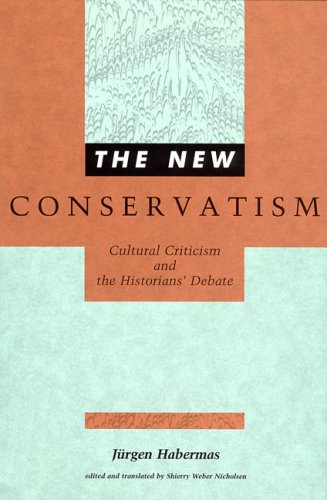 THE NEW
CONSERVATISM
Cultural Criticism
and
the Historians' Debate
Jürgen Habermas
edited and translated by Shierry Weber Nicholsen